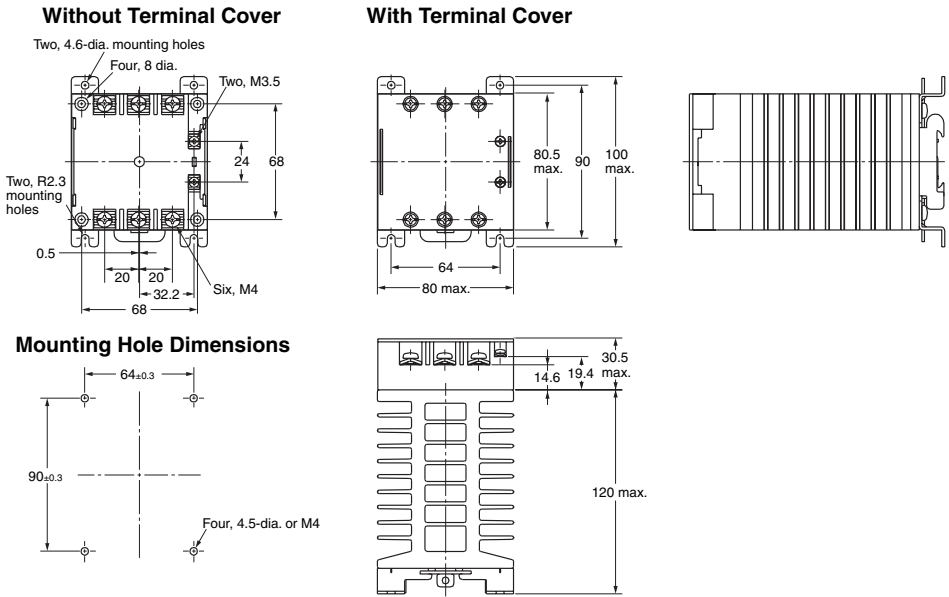 Without Terminal Cover
With Terminal Cover
Two, 4.6-dia. mounting holes
Four, 8 dia.
Two, M3.5
24
68
Two, R2.3
mounting
holes
0.5
20
20
32.2
68
Six, M4
80.5
max.
90
100
max.
64
80 max.
Mounting Hole Dimensions
64±0.3
90±0.3
Four, 4.5-dia. or M4
14.6
19.4
30.5
max.
120 max.